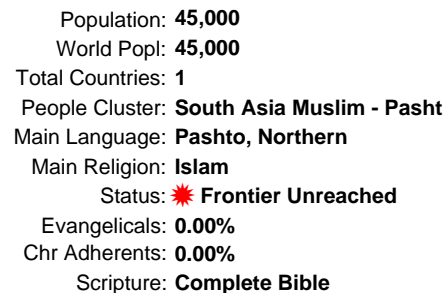 Population: 45,000
World Popl: 45,000
Total Countries: 1
People Cluster: South Asia Muslim - Pasht
Main Language: Pashto, Northern
Main Religion: Islam
Status: Frontier Unreached
Evangelicals: 0.00%
Chr Adherents: 0.00%
Scripture: Complete Bible